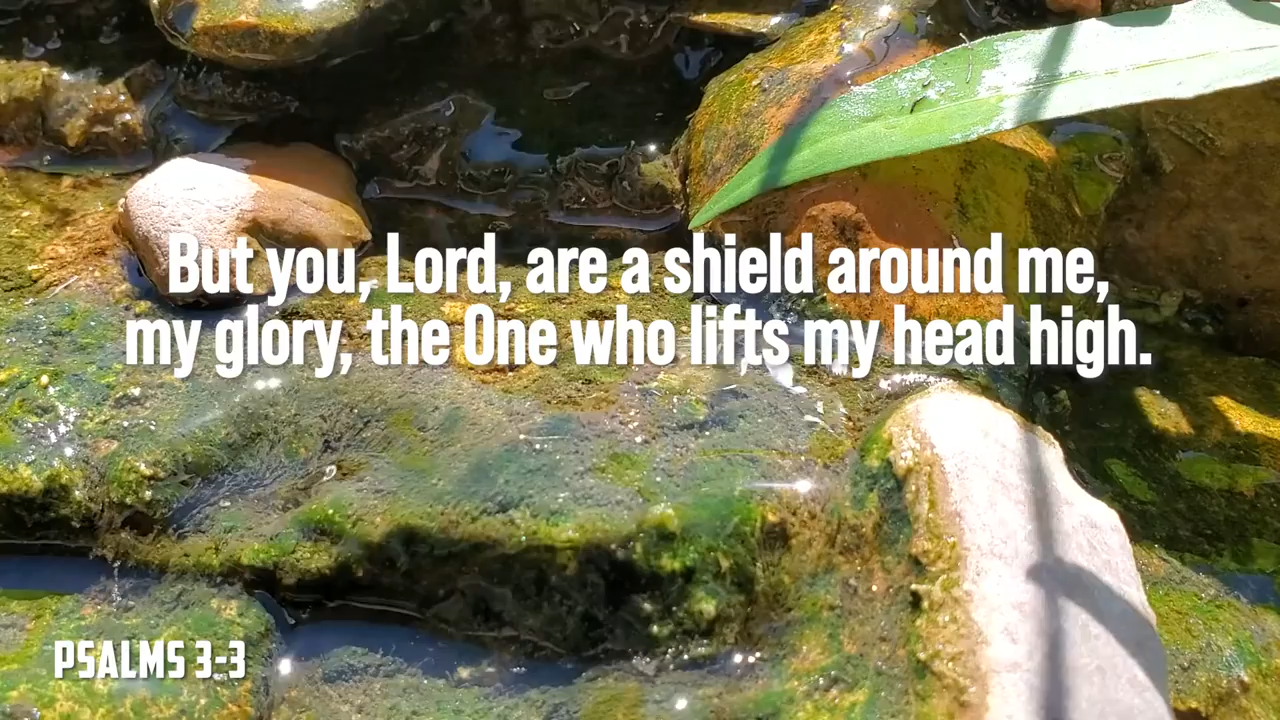 But you, Lord, are a shield around me,
my glory, the One who lifts my head high.
PSALMS 3-3